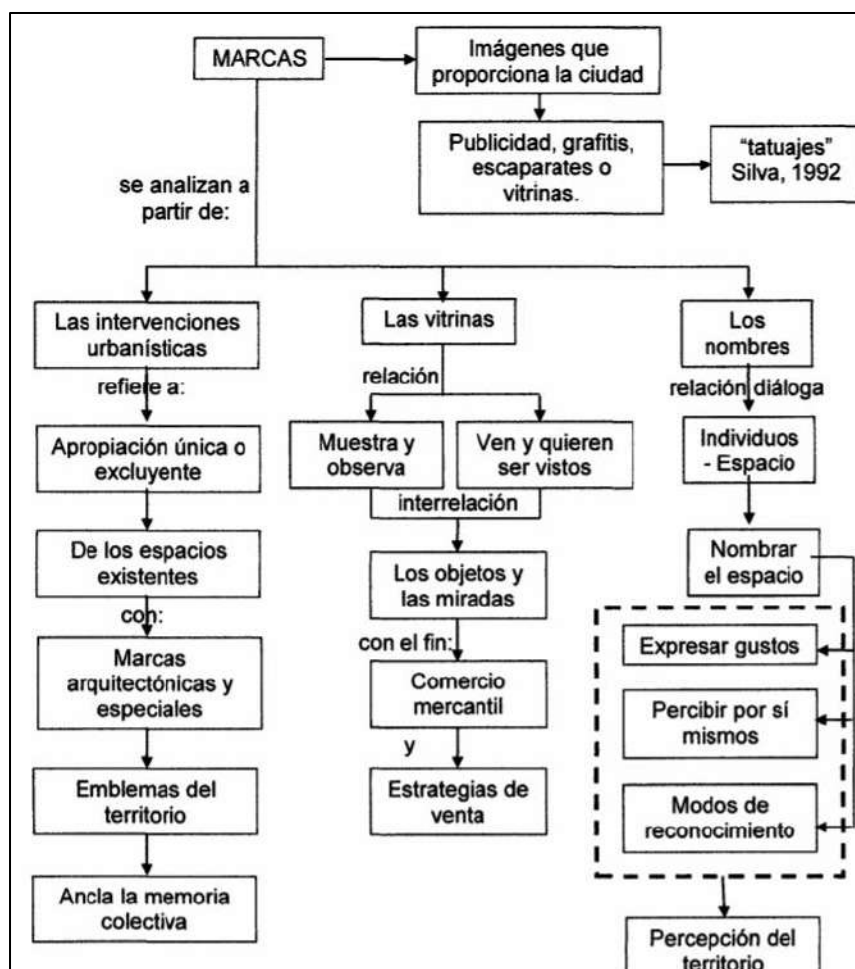 MARCAS
Imágenes que
proporciona la ciudad
Publicidad, grafitis,
escaparates o
vitrinas.
“tatuajes”
Silva, 1992
se analizan a
partir de:
Las intervenciones
urbanísticas
refiere a:
Apropiación única o
excluyente
De los espacios
existentes
con:
Marcas
arquitectónicas y
especiales
Emblemas del
territorio
Ancla la memoria
colectiva
Las vitrinas
relación
Muestra y
observa
Ven y quieren
ser vistos
interrelación
Los objetos y
las miradas
con el fin:
Comercio
mercantil
y
Estrategias de
venta
Los
nombres
relación diáloga
Individuos
- Espacio
Nombrar
el espacio
Expresar gustos
Percibir por sí
mismos
Modos de
reconocimiento
Percepción del
territorio